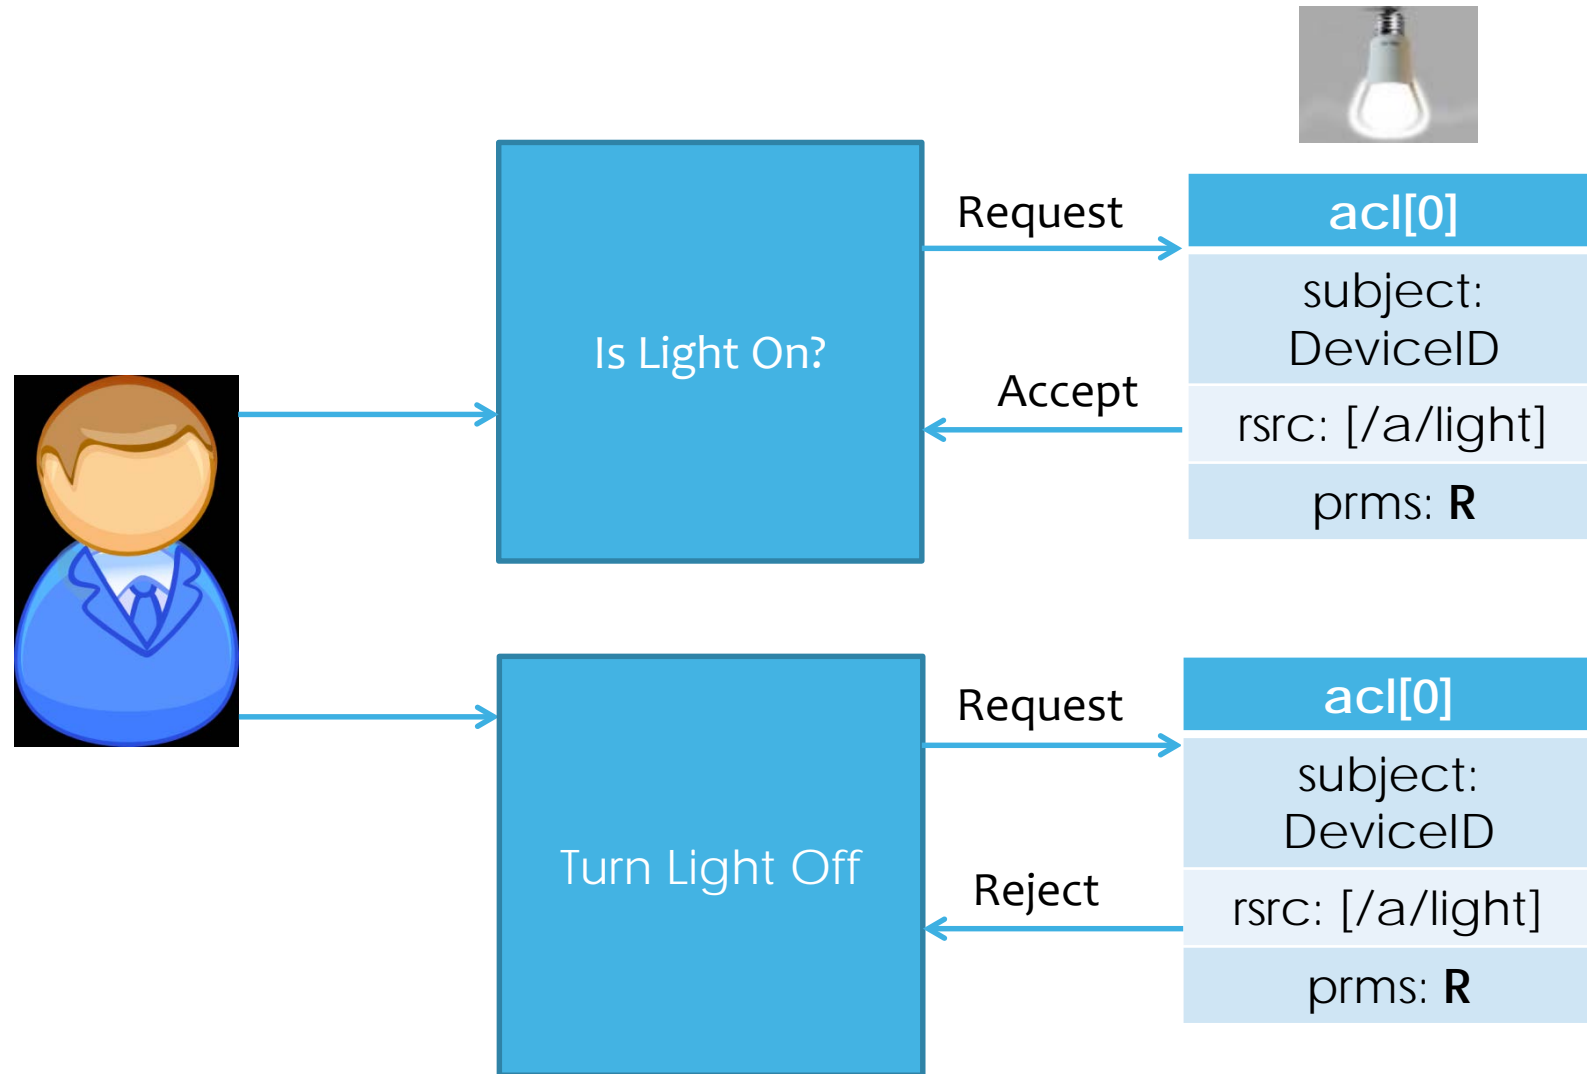 Is Light On?
Request
Accept
acl[0]
subject:
DeviceID
rsrc: [/a/light]
prms: R
Turn Light Off
Request
Reject
acl[0]
subject:
DeviceID
rsrc: [/a/light]
prms: R